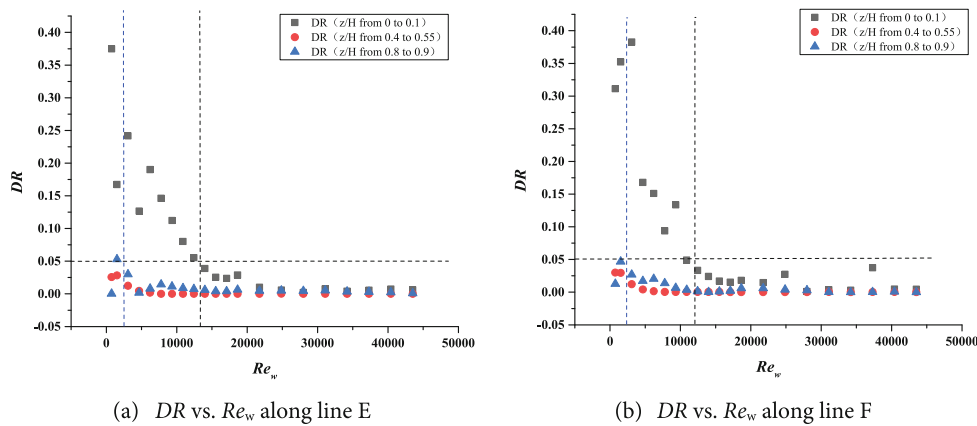 DR（z/H from 0 to 0.1）
DR（z/H from 0.4 to 0.55）
DR（z/H from 0.8 to 0.9）
0.40
0.35
0.30
0.25
0.20
0.15
0.10
0.05
0.00
-0.05
DR
0 10000 20000 30000 40000 50000
Re_w
(a) DR vs. Re_w along line E
DR（z/H from 0 to 0.1）
DR（z/H from 0.4 to 0.55）
DR（z/H from 0.8 to 0.9）
0.40
0.35
0.30
0.25
0.20
0.15
0.10
0.05
0.00
-0.05
DR
0 10000 20000 30000 40000 50000
Re_w
(b) DR vs. Re_w along line F